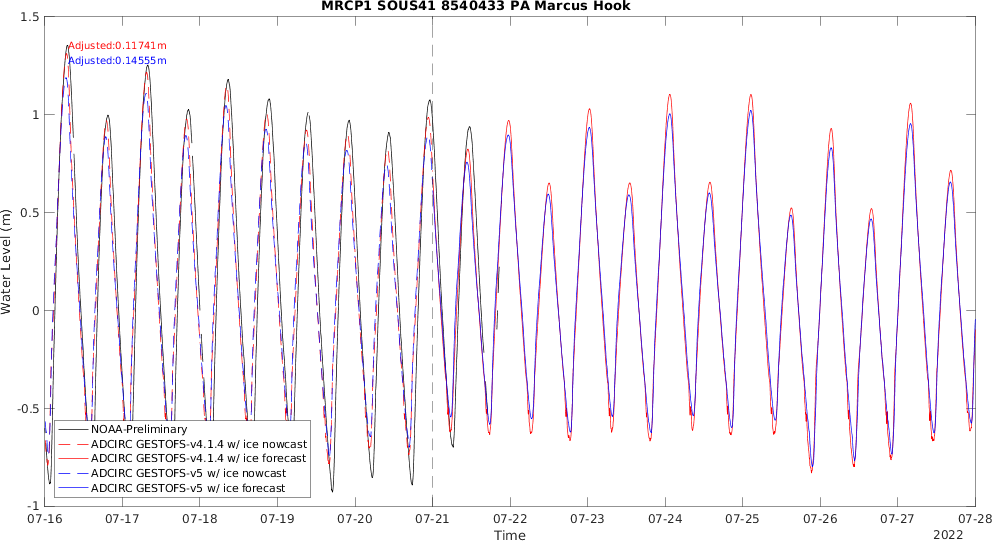 MRCP1 SOUS41 8540433 PA Marcus Hook
1.5
Adjusted:0.11741m
Adjusted:0.14555m
1
0.5
0
-0.5
-1
Water Level (m)
NOAA-Preliminary
ADCIRC GESTOFS-v4.1.4 w/ ice nowcast
ADCIRC GESTOFS-v4.1.4 w/ ice forecast
ADCIRC GESTOFS-v5 w/ ice nowcast
ADCIRC GESTOFS-v5 w/ ice forecast
07-16 07-17 07-18 07-19 07-20 07-21 07-22 07-23 07-24 07-25 07-26 07-27 07-28
Time
2022